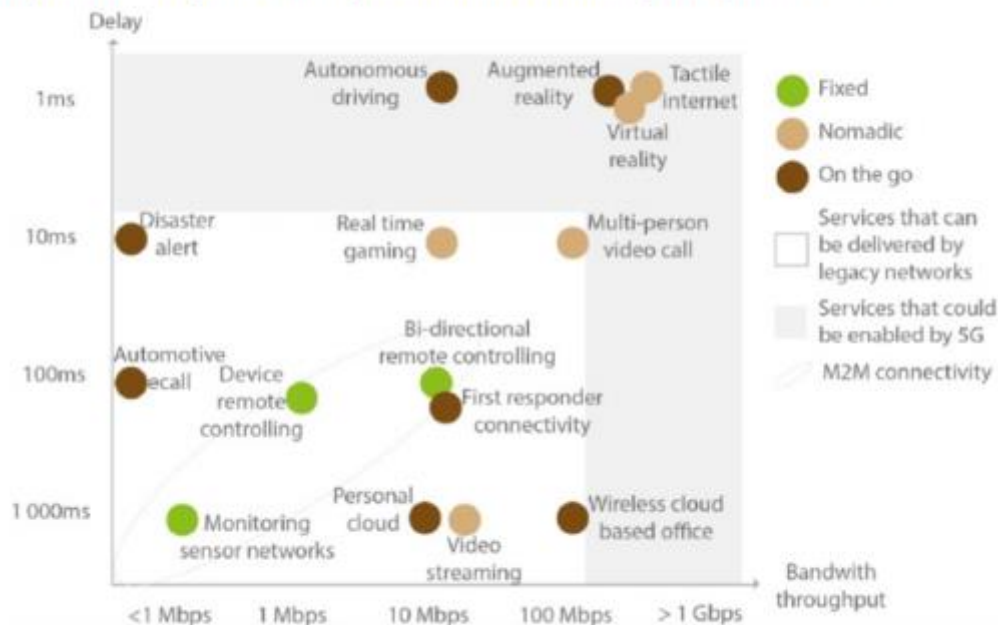 Delay
1ms
10ms
100ms
1 000ms
Autonomous
driving
Augmented
reality
Tactile
internet
Virtual
reality
Disaster
alert
Real time
gaming
Multi-person
video call
Automotive
ecall
Device
remote
controlling
Bi-directional
remote controlling
First responder
connectivity
Monitoring
sensor networks
Personal
cloud
Video
streaming
Wireless cloud
based office
<1 Mbps
1 Mbps
10 Mbps
100 Mbps
> 1 Gbps
Bandwith
throughput
Fixed
Nomadic
On the go
Services that can
be delivered by
legacy networks
Services that could
be enabled by 5G
M2M connectivity